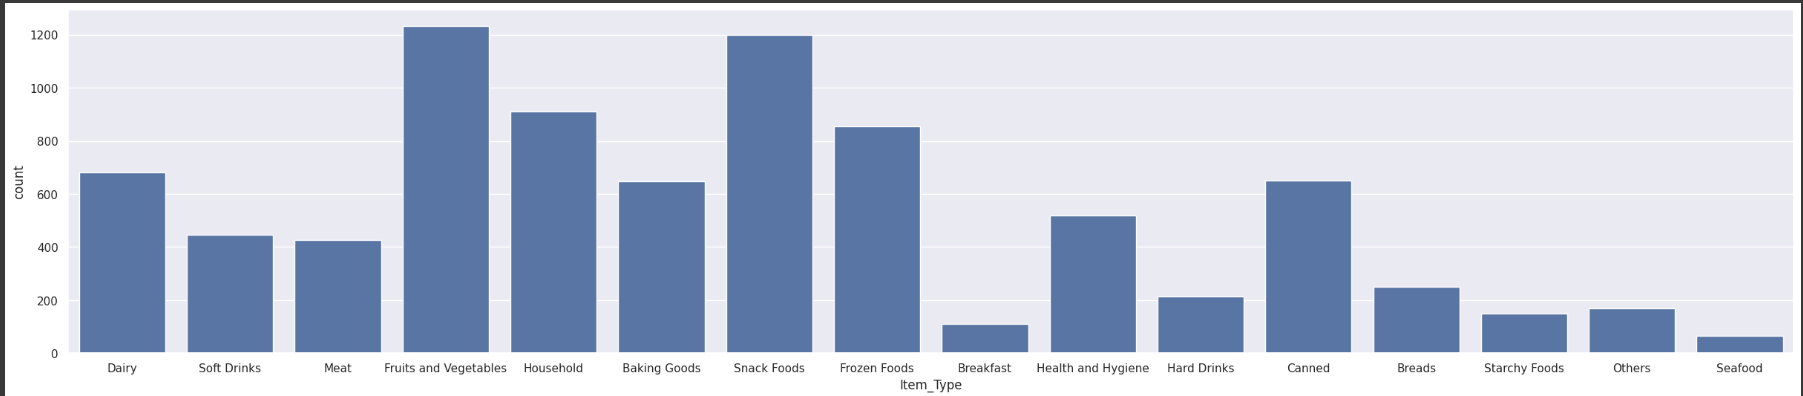 1200
1000
800
600
400
200
0
count
Dairy Soft Drinks Meat Fruits and Vegetables Household Baking Goods Snack Foods Frozen Foods Breakfast Health and Hygiene Hard Drinks Canned Breads Starchy Foods Others Seafood
Item_Type